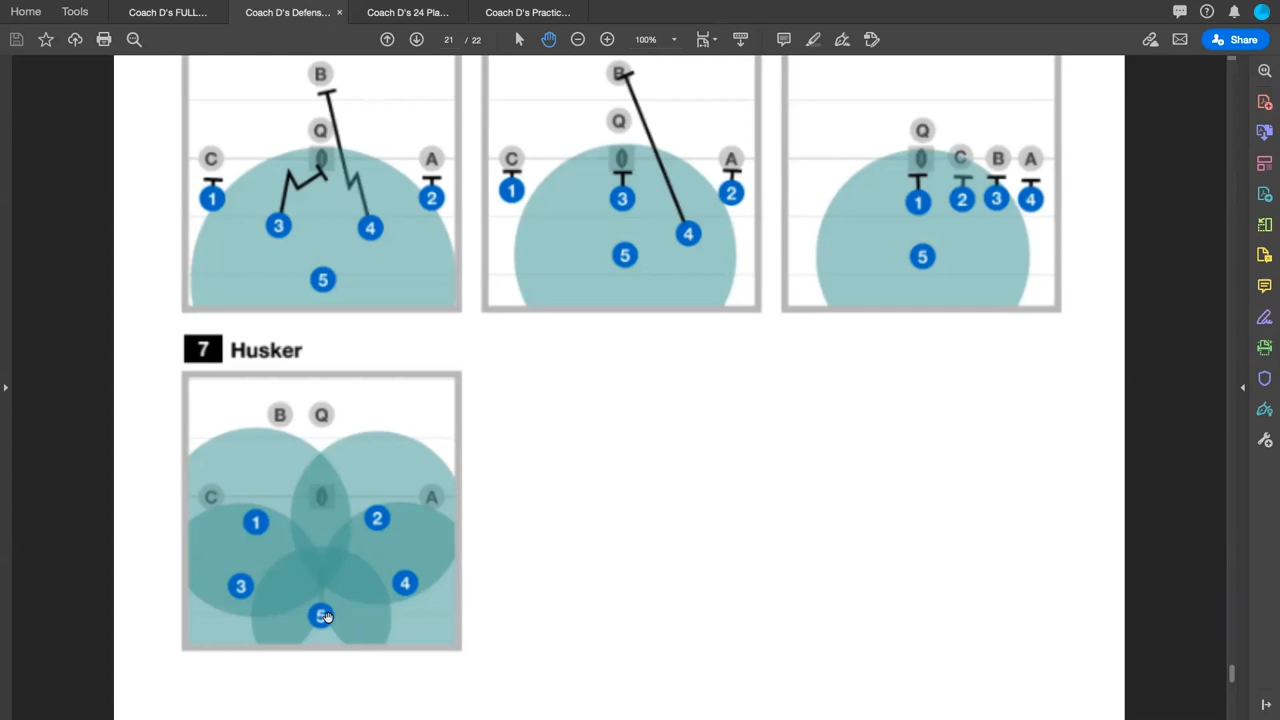 Home Tools Coach D's FULL... Coach D's Defens... × Coach D's 24 Pla... Coach D's Practic...
21 / 22 100% Share
B B
Q Q Q
C A C A C B A
1 2 1 3 2 1 2 3 4
3 4 4
5 5 5
7 Husker
B Q
C A
1 2
3 4
5